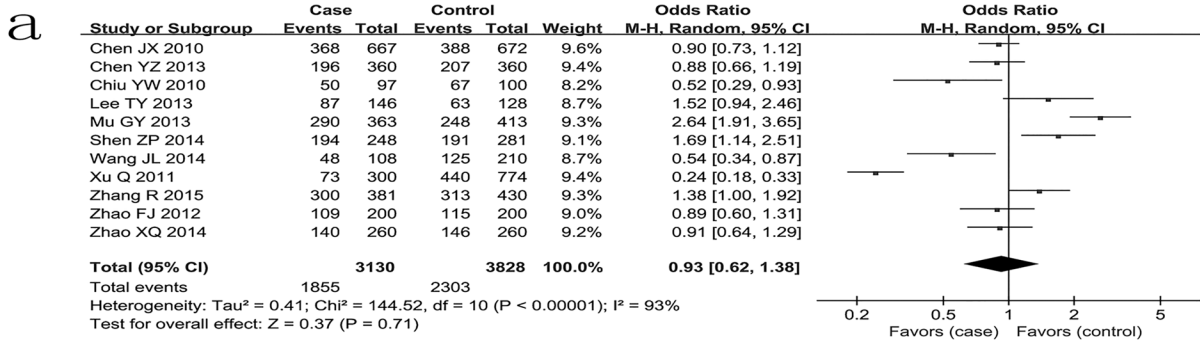 a
Case Control Odds Ratio Odds Ratio
Study or Subgroup Events Total Events Total Weight M-H, Random, 95% CI M-H, Random, 95% CI
Chen JX 2010 368 667 388 672 9.6% 0.90 [0.73, 1.12]
Chen YZ 2013 196 360 207 360 9.4% 0.88 [0.66, 1.19]
Chiu YW 2010 50 97 67 100 8.2% 0.52 [0.29, 0.93]
Lee TY 2013 87 146 63 128 8.7% 1.52 [0.94, 2.46]
Mu GY 2013 290 363 248 413 9.3% 2.64 [1.91, 3.65]
Shen ZP 2014 194 248 191 281 9.1% 1.69 [1.14, 2.51]
Wang JL 2014 48 108 125 210 8.7% 0.54 [0.34, 0.87]
Xu Q 2011 73 300 440 774 9.4% 0.24 [0.18, 0.33]
Zhang R 2015 300 381 313 430 9.3% 1.38 [1.00, 1.92]
Zhao FJ 2012 109 200 115 200 9.0% 0.89 [0.60, 1.31]
Zhao XQ 2014 140 260 146 260 9.2% 0.91 [0.64, 1.29]
Total (95% CI) 3130 3828 100.0% 0.93 [0.62, 1.38]
Total events 1855 2303
Heterogeneity: Tau² = 0.41; Chi² = 144.52, df = 10 (P < 0.00001); I² = 93%
Test for overall effect: Z = 0.37 (P = 0.71)
0.2 0.5 1 2 5
Favors (case) Favors (control)